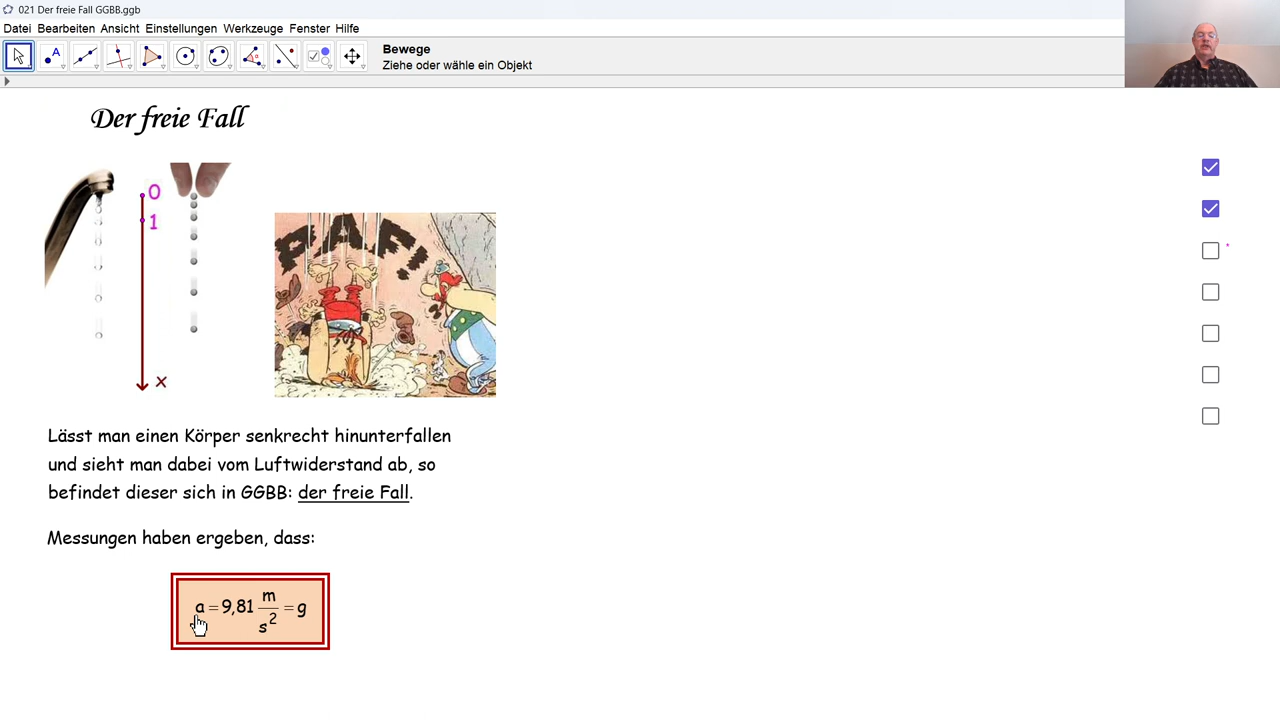 021 Der freie Fall GGBB.ggb
Datei Bearbeiten Ansicht Einstellungen Werkzeuge Fenster Hilfe
A
Bewege
Ziehe oder wähle ein Objekt
Der freie Fall
0
1
x
PAF!
Lässt man einen Körper senkrecht hinunterfallen
und sieht man dabei vom Luftwiderstand ab, so
befindet dieser sich in GGBB: der freie Fall.
Messungen haben ergeben, dass:
a = 9,81 m/s² = g